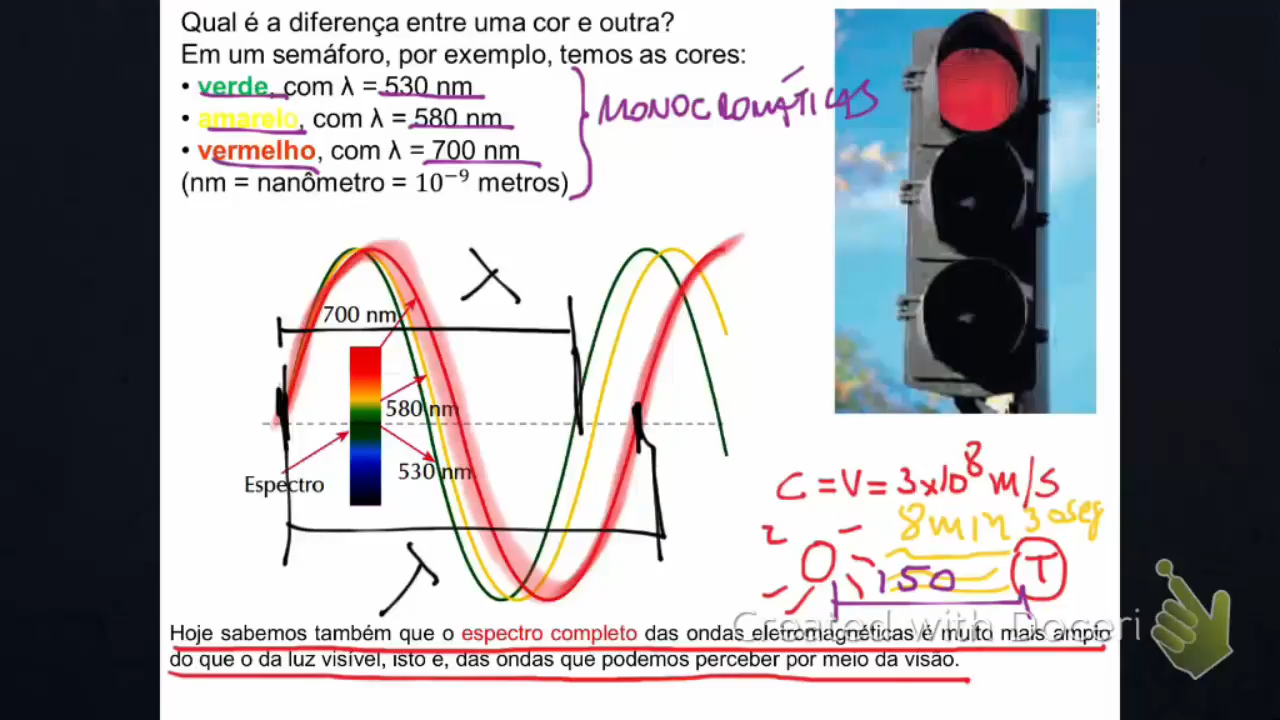 Qual é a diferença entre uma cor e outra?
Em um semáforo, por exemplo, temos as cores:
• verde, com λ = 530 nm
• amarelo, com λ = 580 nm
• vermelho, com λ = 700 nm
(nm = nanômetro = 10⁻⁹ metros)
MONOCROMÁTICAS
λ
700 nm
580 nm
530 nm
Espectro
λ
C = V = 3x10⁸ m/s
8 min 30 seg
150
T
Created with Doceri
Hoje sabemos também que o espectro completo das ondas eletromagnéticas é muito mais amplo
do que o da luz visível, isto e, das ondas que podemos perceber por meio da visão.